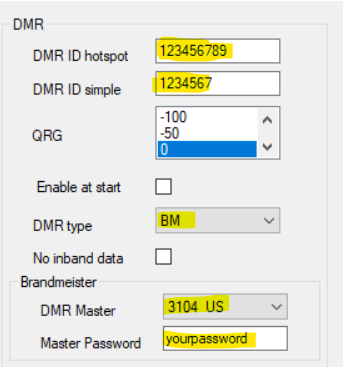 DMR
DMR ID hotspot 123456789
DMR ID simple 1234567
-100
QRG -50
0
Enable at start
DMR type BM
No inband data
Brandmeister
DMR Master 3104 US
Master Password yourpassword